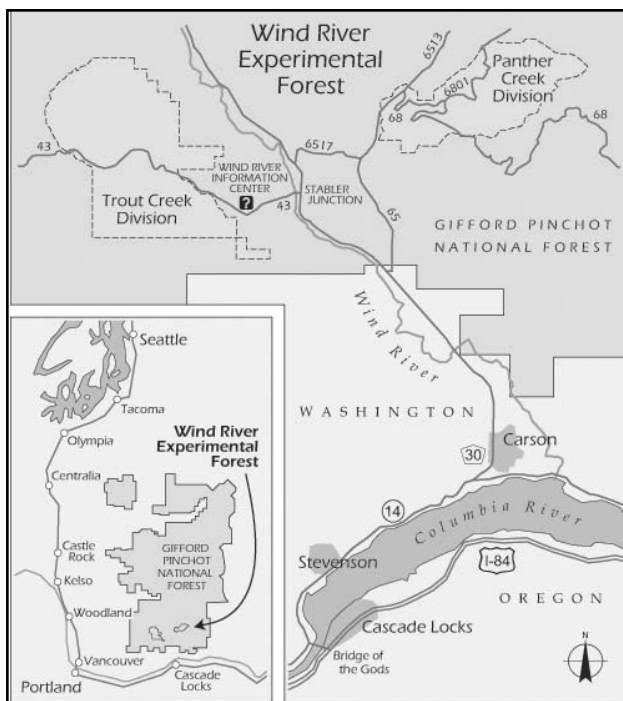 Wind River
Experimental
Forest
6513
Panther
Creek
Division
6801
68
68
6517
43
WIND RIVER
INFORMATION
CENTER
?
STABLER
JUNCTION
43
Trout Creek
Division
65
GIFFORD PINCHOT
NATIONAL FOREST
Wind River
WASHINGTON
30
Carson
14
Columbia River
Stevenson
I-84
OREGON
Cascade Locks
Bridge of
the Gods
N
Seattle
Tacoma
Olympia
Wind River
Experimental
Forest
Centralia
Castle
Rock
GIFFORD
PINCHOT
NATIONAL
FOREST
Kelso
Woodland
Vancouver
Portland
Cascade
Locks